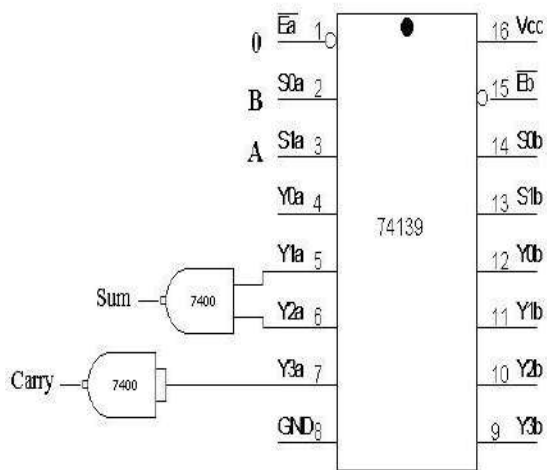 0 Ea 1
B S0a 2
A S1a 3
Y0a 4
Y1a 5
Y2a 6
Y3a 7
GND 8
Sum 7400
Carry 7400
74139
16 Vcc
15 Eb
14 S0b
13 S1b
12 Y0b
11 Y1b
10 Y2b
9 Y3b